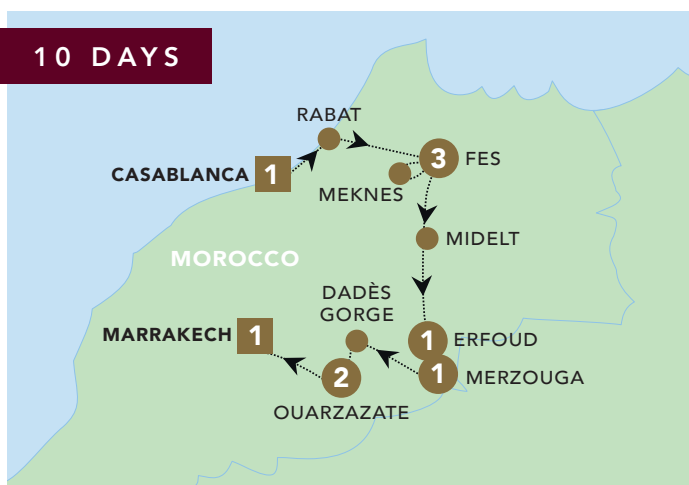 10 DAYS
RABAT
CASABLANCA 1
3 FES
MEKNES
MIDELT
MOROCCO
DADÈS
GORGE
MARRAKECH 1
1 ERFOUD
1 MERZOUGA
2
OUARZAZATE